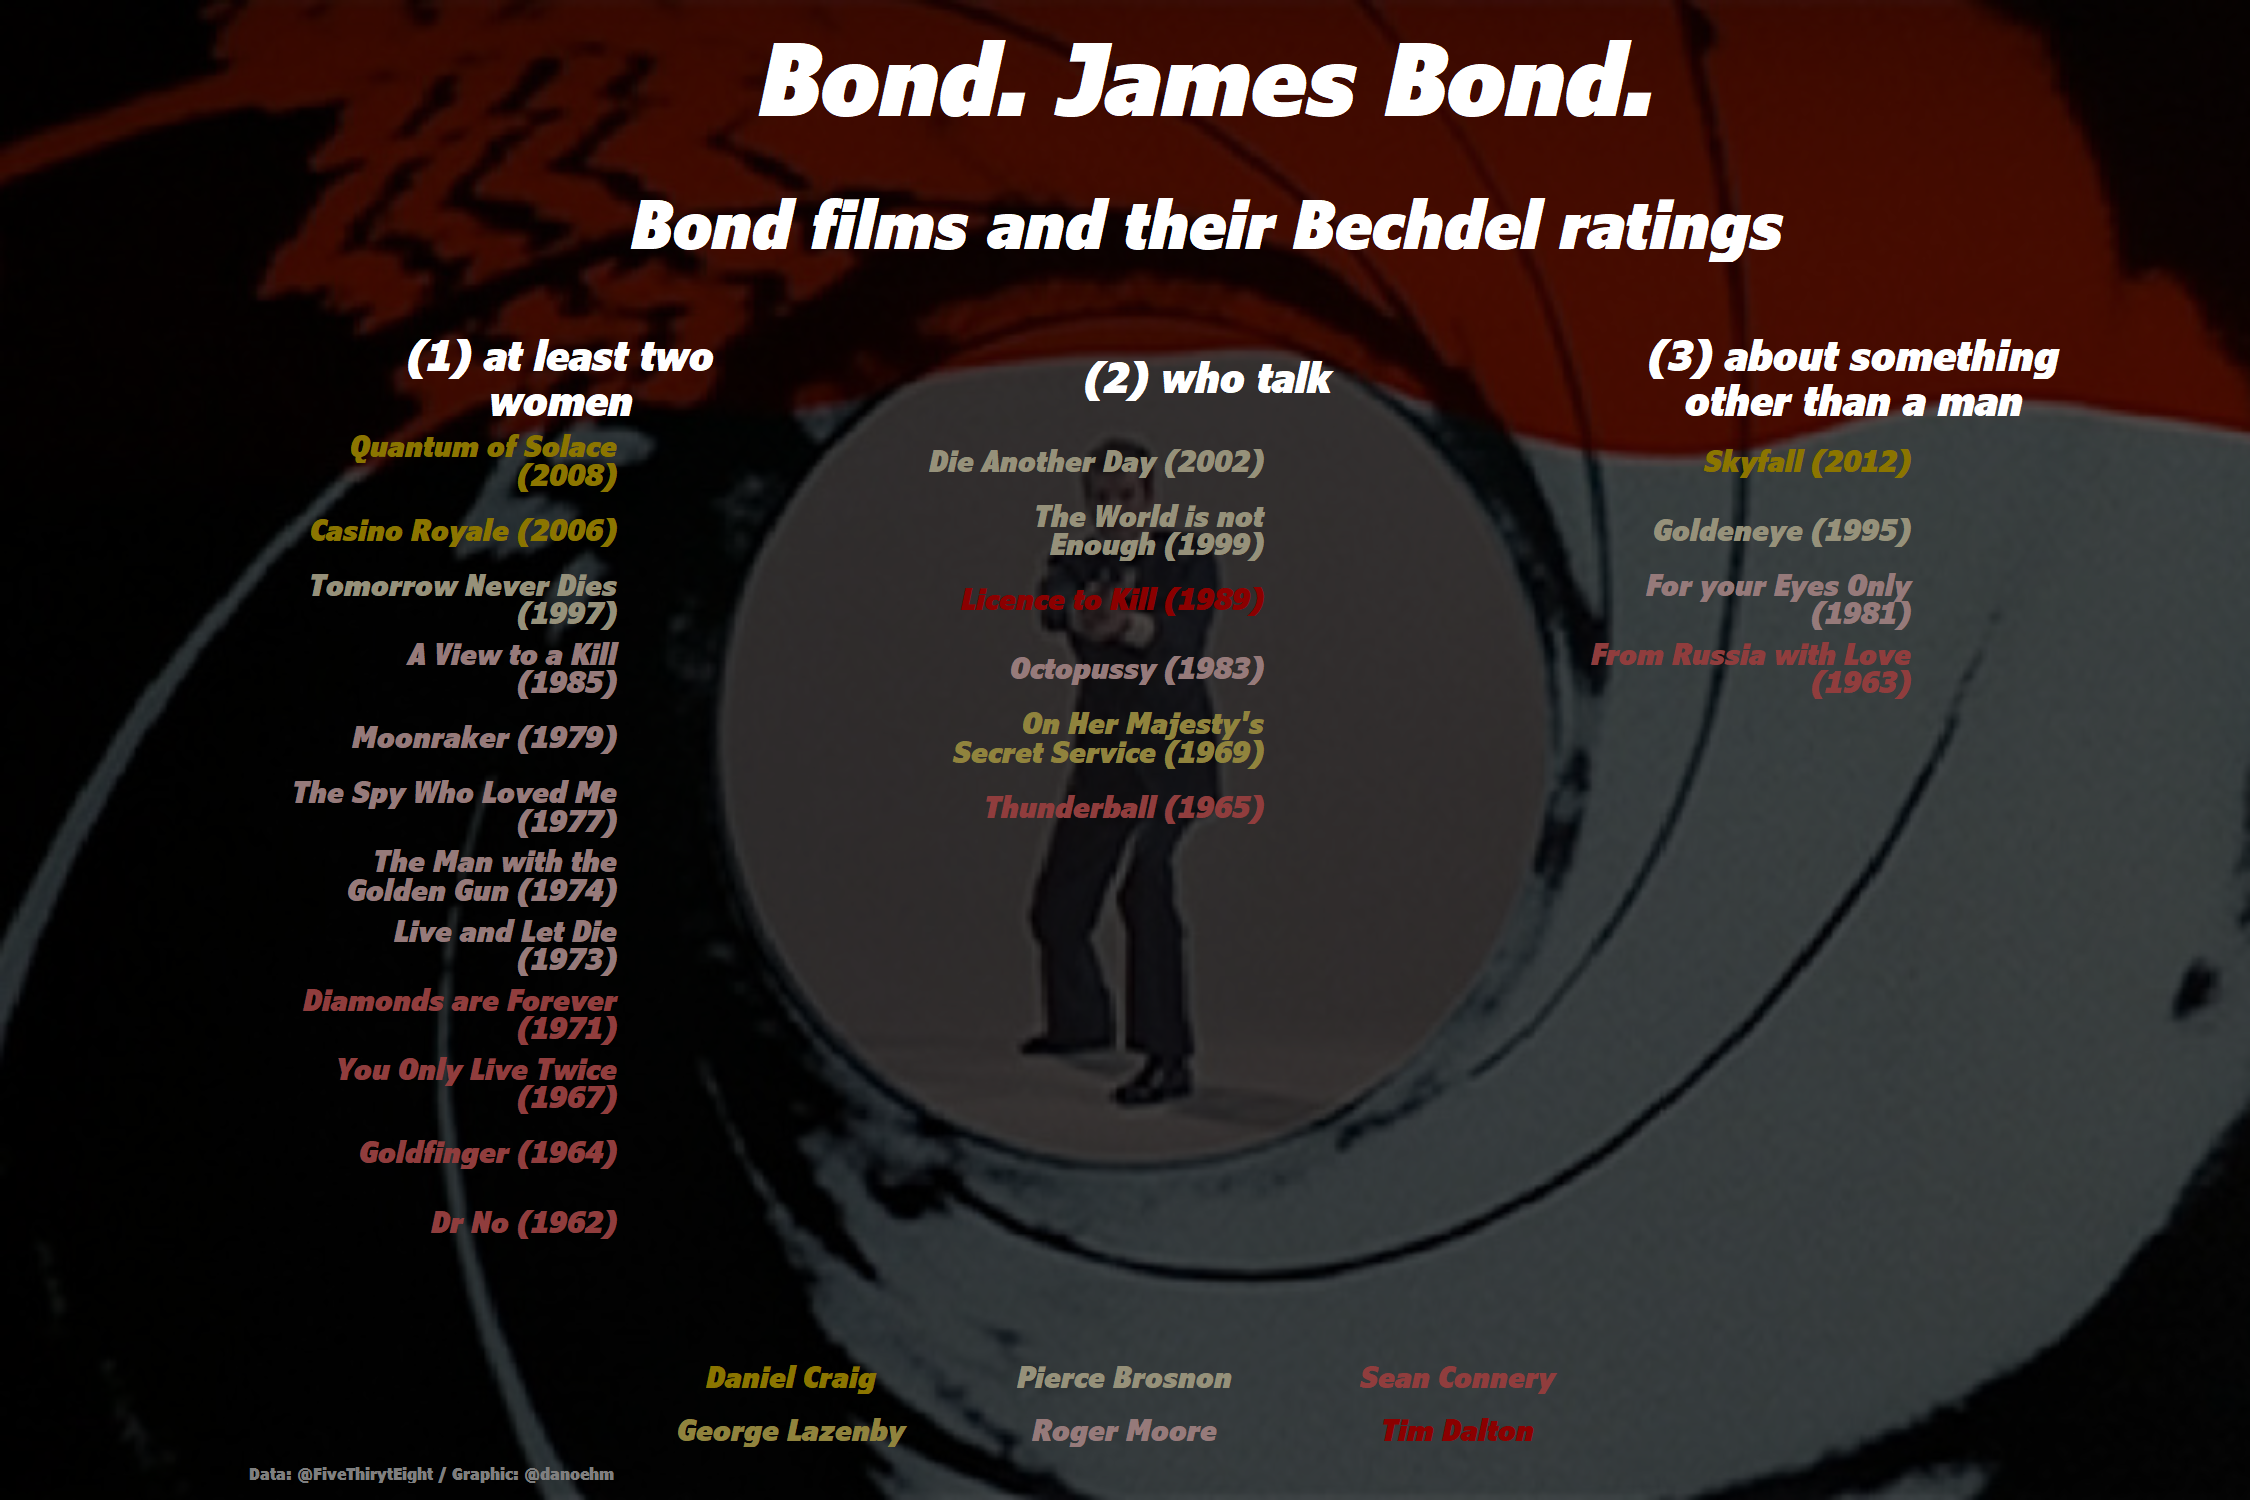 Bond. James Bond.
Bond films and their Bechdel ratings
(1) at least two
women
Quantum of Solace
(2008)
Casino Royale (2006)
Tomorrow Never Dies
(1997)
A View to a Kill
(1985)
Moonraker (1979)
The Spy Who Loved Me
(1977)
The Man with the
Golden Gun (1974)
Live and Let Die
(1973)
Diamonds are Forever
(1971)
You Only Live Twice
(1967)
Goldfinger (1964)
Dr No (1962)
(2) who talk
Die Another Day (2002)
The World is not
Enough (1999)
Licence to Kill (1989)
Octopussy (1983)
On Her Majesty's
Secret Service (1969)
Thunderball (1965)
(3) about something
other than a man
Skyfall (2012)
Goldeneye (1995)
For your Eyes Only
(1981)
From Russia with Love
(1963)
Daniel Craig
Pierce Brosnon
Sean Connery
George Lazenby
Roger Moore
Tim Dalton
Data: @FiveThirytEight / Graphic: @danoehm